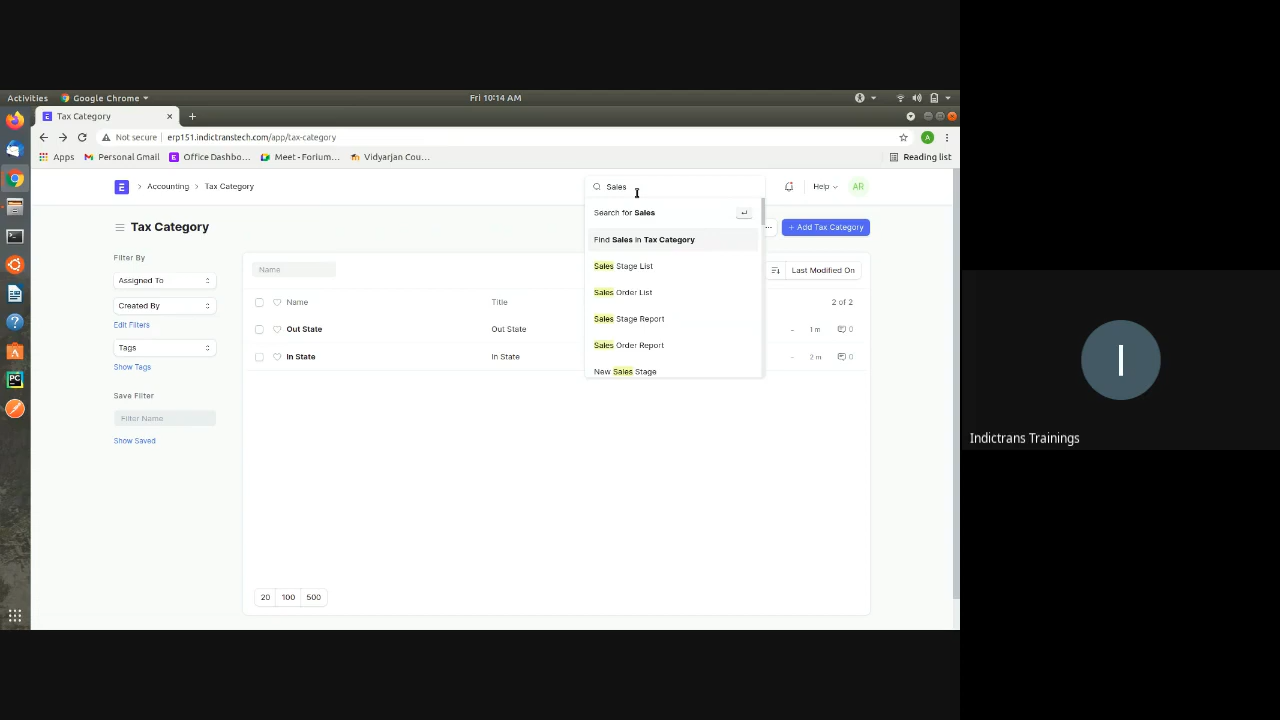 Activities Google Chrome Fri 10:14 AM
E Tax Category
Not secure erp151.indictranstech.com/app/tax-category
Apps Personal Gmail Office Dashbo... Meet - Forium... Vidyarjan Cou... Reading list
E Accounting Tax Category Sales Help AR
Search for Sales
Tax Category + Add Tax Category
Find Sales in Tax Category
Filter By
Name Sales Stage List Last Modified On
Assigned To
Sales Order List
Name Title 2 of 2
Created By
Sales Stage Report
Edit Filters
Out State Out State 1 m 0
Tags
Sales Order Report
In State In State 2 m 0
Show Tags
New Sales Stage
Save Filter
Filter Name
Show Saved
20 100 500
I
Indictrans Trainings